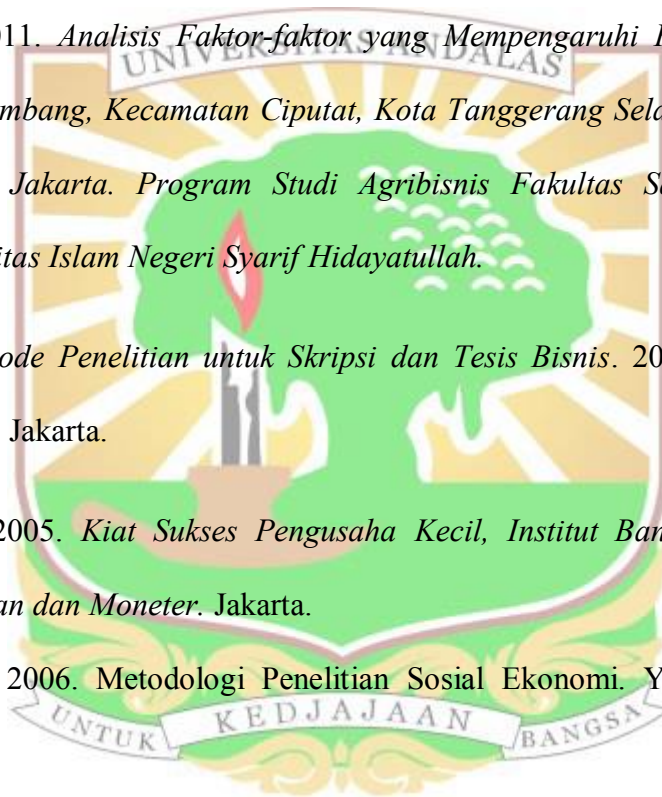 011. Analisis Faktor-faktor yang Mempengaruhi
UNIVERSITAS ANDALAS
mbang, Kecamatan Ciputat, Kota Tanggerang Sela
Jakarta. Program Studi Agribisnis Fakultas
itas Islam Negeri Syarif Hidayatullah.
ode Penelitian untuk Skripsi dan Tesis Bisnis. 20
Jakarta.
2005. Kiat Sukses Pengusaha Kecil, Institut Ban
an dan Moneter. Jakarta.
2006. Metodologi Penelitian Sosial Ekonomi. Y
UNTUK KEDJAJAAN BANGSA